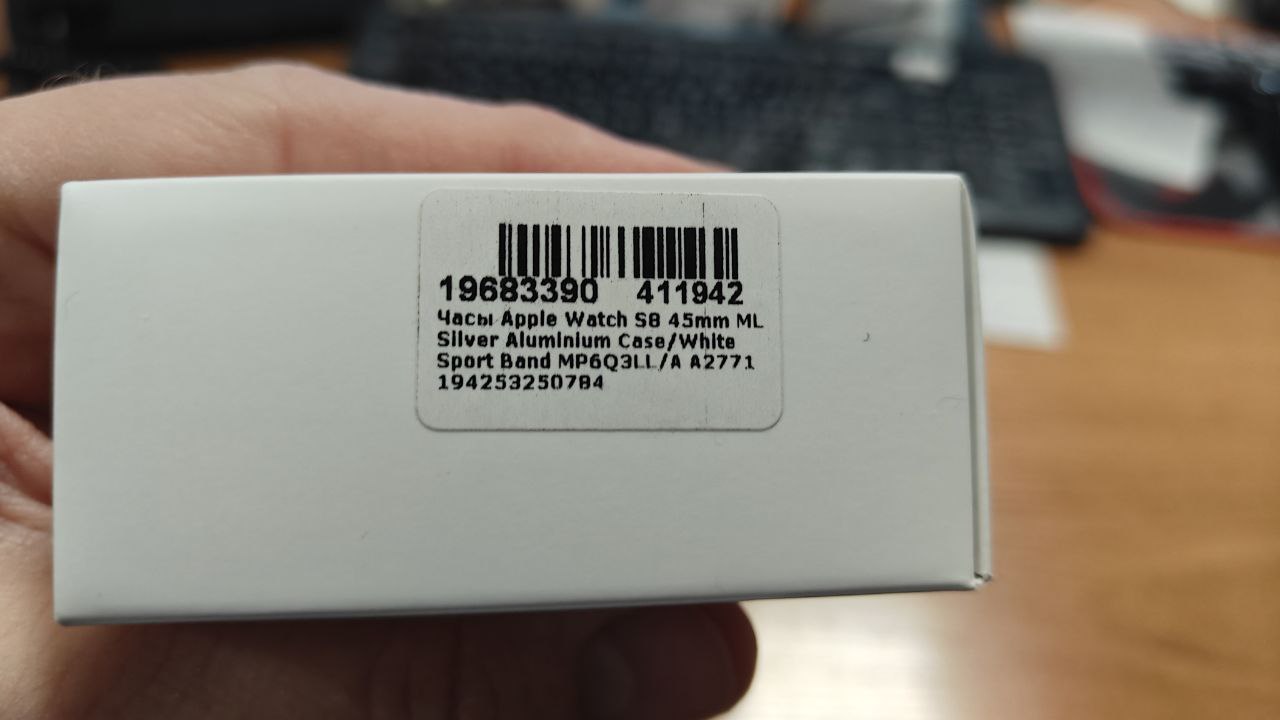 19683390 411942
Часы Apple Watch S8 45mm ML
Silver Aluminium Case/White
Sport Band MP6Q3LL/A A2771
194253250784